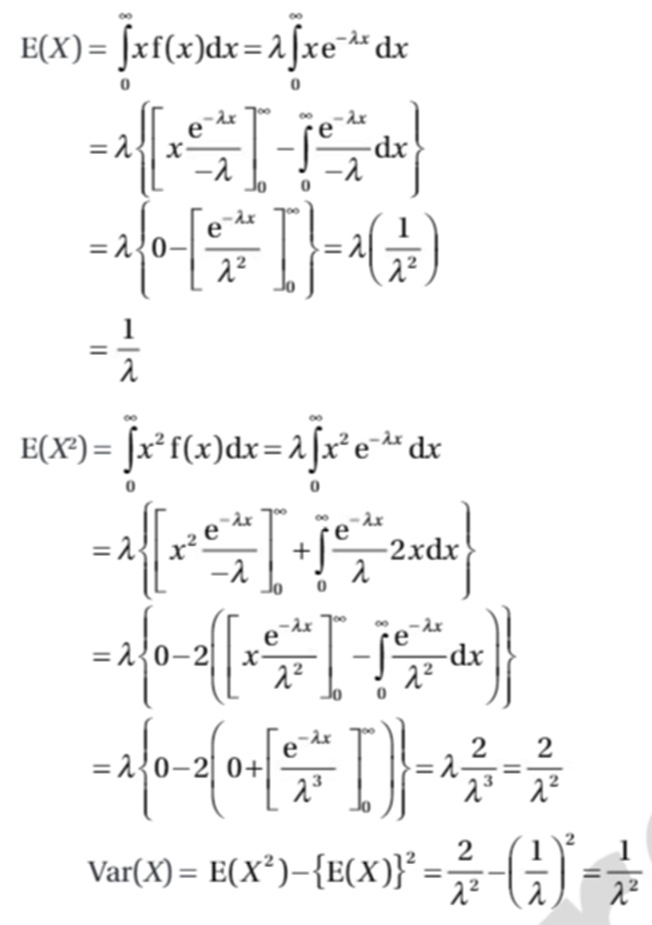 E(X) = ∫₀^∞ xf(x)dx = λ∫₀^∞ xe^{−λx} dx
= λ{[x e^{−λx}/−λ]₀^∞ − ∫₀^∞ e^{−λx}/−λ dx}
= λ{0−[e^{−λx}/λ²]₀^∞} = λ(1/λ²)
= 1/λ
E(X²) = ∫₀^∞ x² f(x)dx = λ∫₀^∞ x² e^{−λx} dx
= λ{[x² e^{−λx}/−λ]₀^∞ + ∫₀^∞ e^{−λx}/λ 2xdx}
= λ{0−2([x e^{−λx}/λ²]₀^∞ − ∫₀^∞ e^{−λx}/λ² dx)}
= λ{0−2(0+[e^{−λx}/λ³]₀^∞)} = λ 2/λ³ = 2/λ²
Var(X) = E(X²)−{E(X)}² = 2/λ² − (1/λ)² = 1/λ²